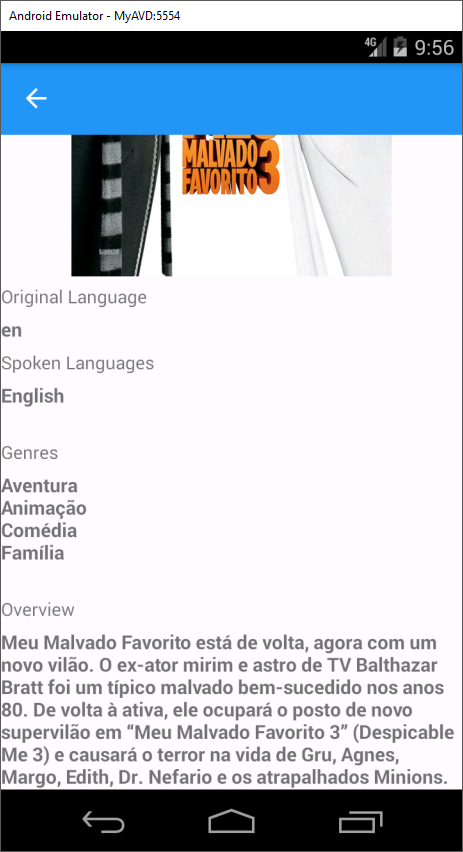 Android Emulator - MyAVD:5554
4G 9:56
MALVADO
FAVORITO 3
Original Language
en
Spoken Languages
English
Genres
Aventura
Animação
Comédia
Família
Overview
Meu Malvado Favorito está de volta, agora com um
novo vilão. O ex-ator mirim e astro de TV Balthazar
Bratt foi um típico malvado bem-sucedido nos anos
80. De volta à ativa, ele ocupará o posto de novo
supervilão em “Meu Malvado Favorito 3” (Despicable
Me 3) e causará o terror na vida de Gru, Agnes,
Margo, Edith, Dr. Nefario e os atrapalhados Minions.